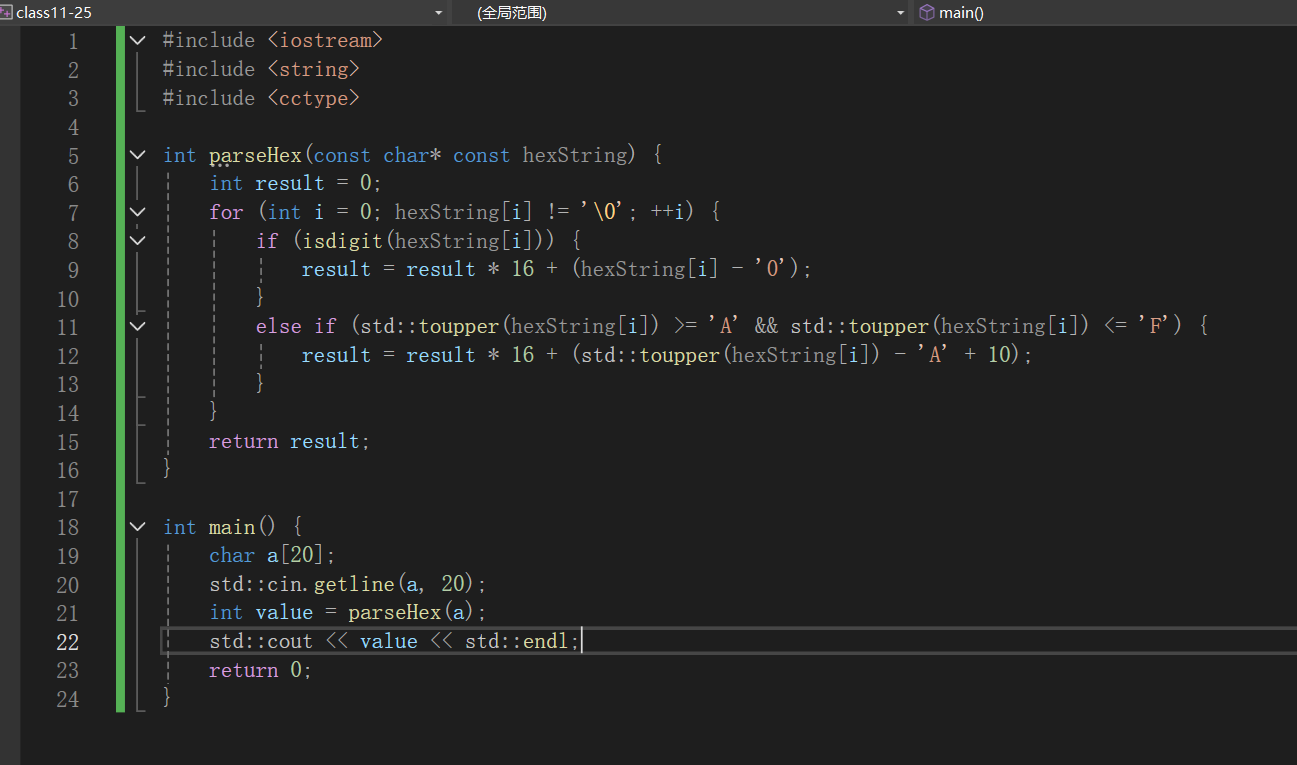 class11-25 (全局范围) main()
1 #include <iostream>
2 #include <string>
3 #include <cctype>
4
5 int parseHex(const char* const hexString) {
6     int result = 0;
7     for (int i = 0; hexString[i] != '\0'; ++i) {
8         if (isdigit(hexString[i])) {
9             result = result * 16 + (hexString[i] - '0');
10         }
11         else if (std::toupper(hexString[i]) >= 'A' && std::toupper(hexString[i]) <= 'F') {
12             result = result * 16 + (std::toupper(hexString[i]) - 'A' + 10);
13         }
14     }
15     return result;
16 }
17
18 int main() {
19     char a[20];
20     std::cin.getline(a, 20);
21     int value = parseHex(a);
22     std::cout << value << std::endl;
23     return 0;
24 }